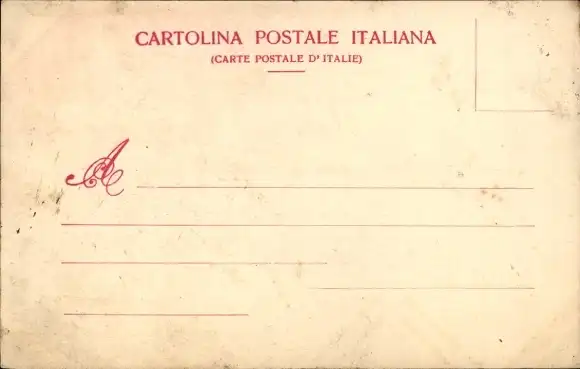 CARTOLINA POSTALE ITALIANA
(CARTE POSTALE D'ITALIE)
A